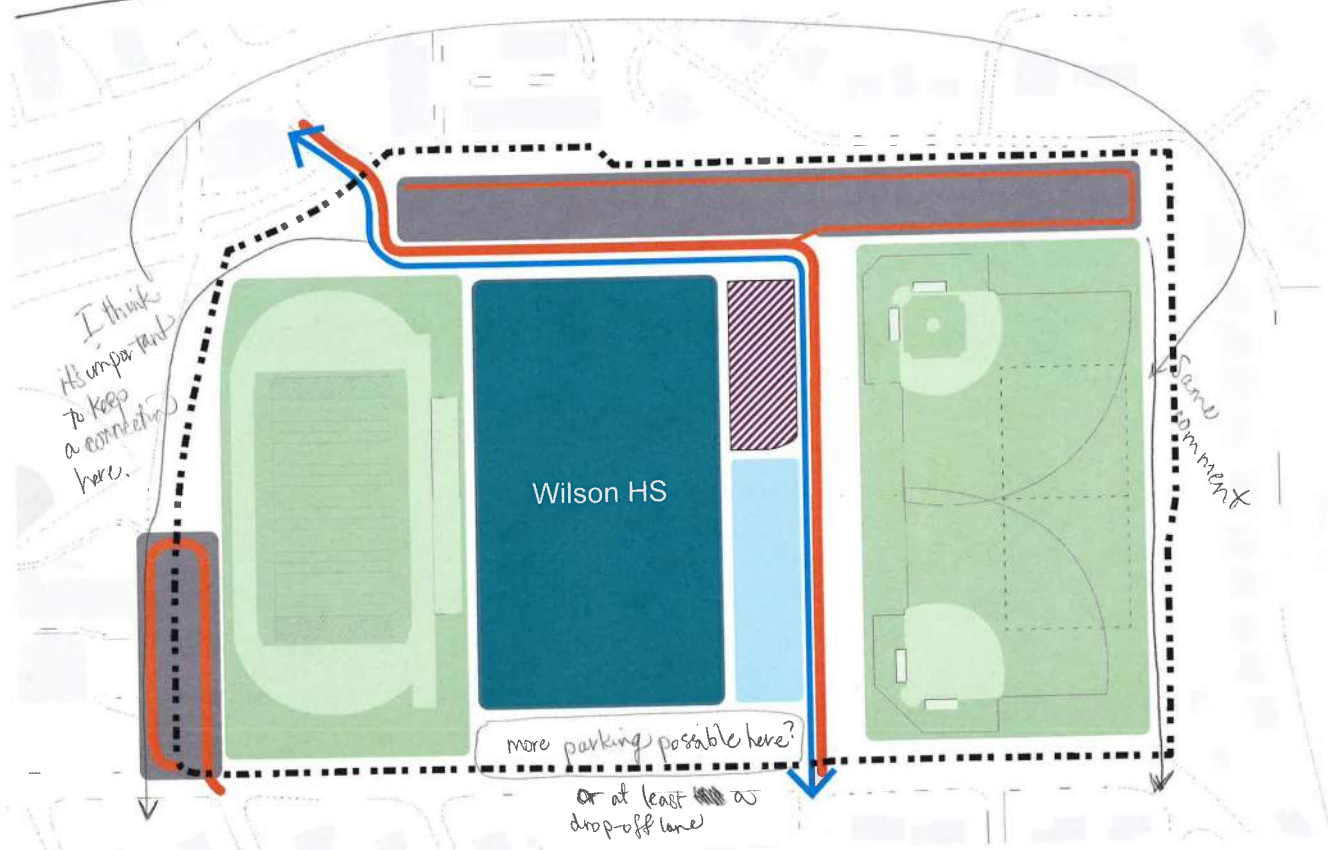 I think
it's important
to keep
a connection
here.
Wilson HS
Same
comment
more parking possible here?
or at least a
drop-off lane